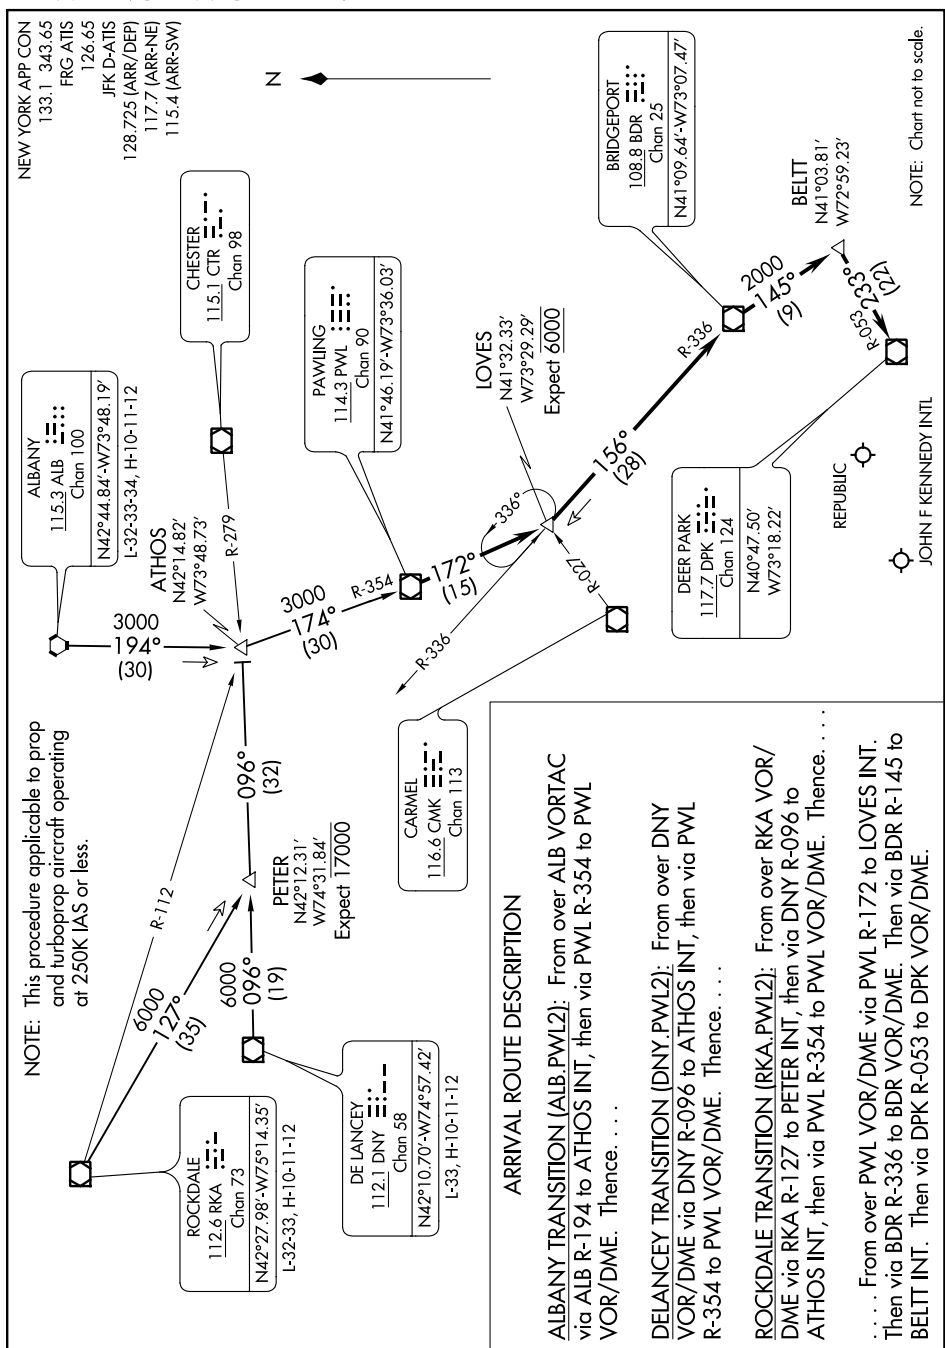 NEW YORK APP CON
133.1 343.65
FRG ATIS
126.65
JFK D-ATIS
128.725 (ARR/DEP)
117.7 (ARR-NE)
115.4 (ARR-SW)
N
NOTE: This procedure applicable to prop
and turboprop aircraft operating
at 250K IAS or less.
ALBANY
115.3 ALB
Chan 100
N42°44.84'-W73°48.19'
L-32-33-34, H-10-11-12
CHESTER
115.1 CTR
Chan 98
ROCKDALE
112.6 RKA
Chan 73
N42°27.98'-W75°14.35'
L-32-33, H-10-11-12
DE LANCEY
112.1 DNY
Chan 58
N42°10.70'-W74°57.42'
L-33, H-10-11-12
R-112
6000
127°
(35)
6000
096°
(19)
PETER
N42°12.31'
W74°31.84'
Expect 17000
096°
(32)
3000
194°
(30)
ATHOS
N42°14.82'
W73°48.73'
R-279
3000
174°
(30)
R-354
PAWLING
114.3 PWL
Chan 90
N41°46.19'-W73°36.03'
172°
(15)
336°
R-336
LOVES
N41°32.33'
W73°29.29'
Expect 6000
R-027
CARMEL
116.6 CMK
Chan 113
156°
(28)
R-336
BRIDGEPORT
108.8 BDR
Chan 25
N41°09.64'-W73°07.47'
2000
145°
(9)
BELTT
N41°03.81'
W72°59.23'
R-053
233°
(22)
DEER PARK
117.7 DPK
Chan 124
N40°47.50'
W73°18.22'
REPUBLIC
JOHN F KENNEDY INTL
NOTE: Chart not to scale.
ARRIVAL ROUTE DESCRIPTION
ALBANY TRANSITION (ALB.PWL2): From over ALB VORTAC
via ALB R-194 to ATHOS INT, then via PWL R-354 to PWL
VOR/DME. Thence. . . .
DELANCEY TRANSITION (DNY.PWL2): From over DNY
VOR/DME via DNY R-096 to ATHOS INT, then via PWL
R-354 to PWL VOR/DME. Thence. . . .
ROCKDALE TRANSITION (RKA.PWL2): From over RKA VOR/
DME via RKA R-127 to PETER INT, then via DNY R-096 to
ATHOS INT, then via PWL R-354 to PWL VOR/DME. Thence. . . .
. . . . From over PWL VOR/DME via PWL R-172 to LOVES INT.
Then via BDR R-336 to BDR VOR/DME. Then via BDR R-145 to
BELTT INT. Then via DPK R-053 to DPK VOR/DME.